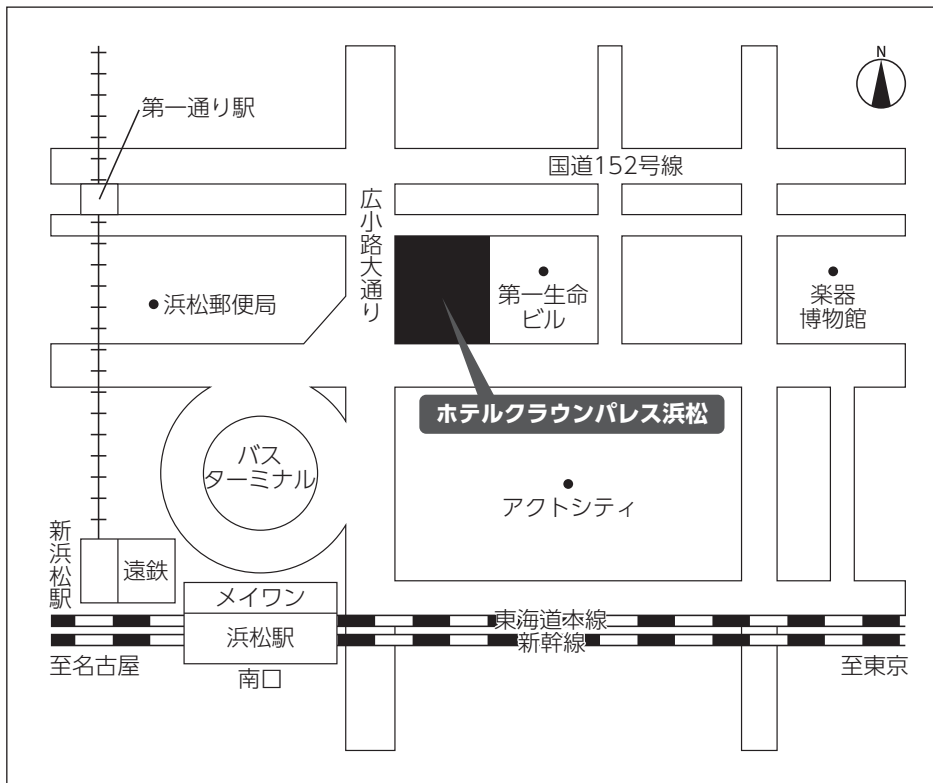 N
第一通り駅
国道152号線
広小路大通り
浜松郵便局
第一生命
ビル
楽器
博物館
ホテルクラウンパレス浜松
バス
ターミナル
アクトシティ
新浜松駅
遠鉄
メイワン
浜松駅
東海道本線
新幹線
至名古屋
南口
至東京